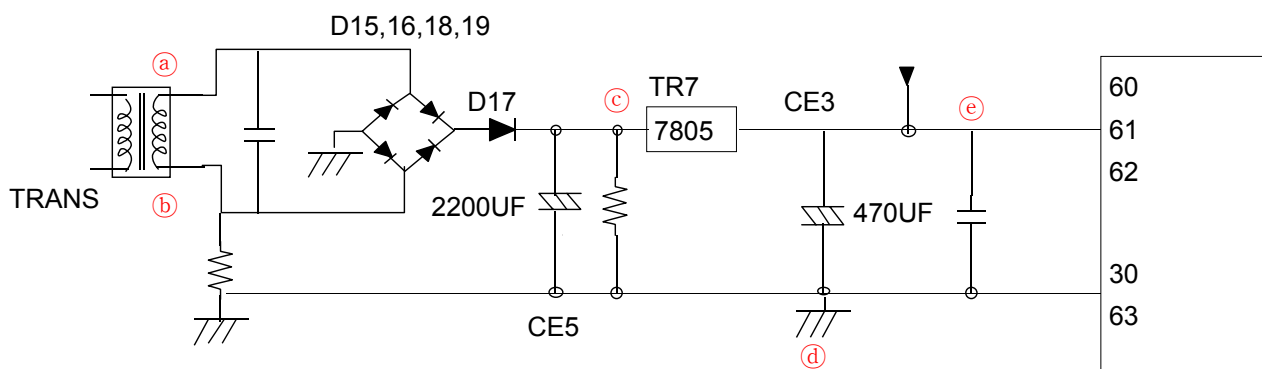 D15,16,18,19
ⓐ
D17
ⓒ
TR7
7805
CE3
ⓔ
60
61
62
TRANS
ⓑ
2200UF
470UF
30
63
CE5
ⓓ